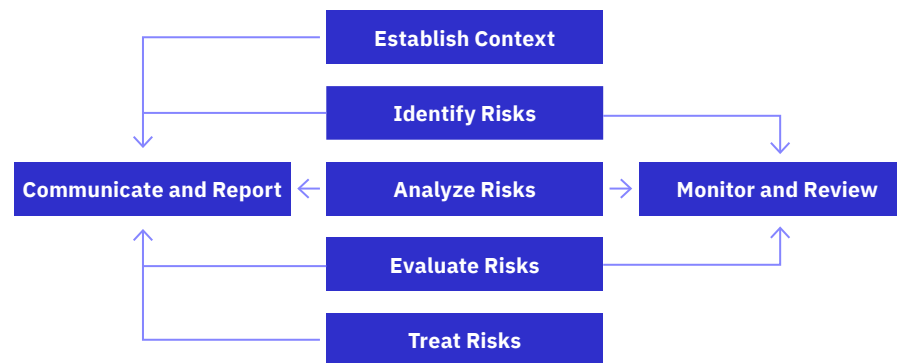 Establish Context
Identify Risks
Communicate and Report
Analyze Risks
Monitor and Review
Evaluate Risks
Treat Risks